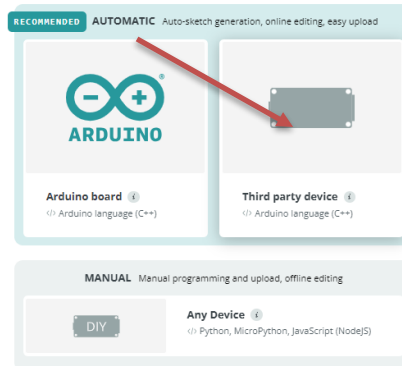 RECOMMENDED AUTOMATIC Auto-sketch generation, online editing, easy upload
ARDUINO
Arduino board i
</> Arduino language (C++)
Third party device i
</> Arduino language (C++)
MANUAL Manual programming and upload, offline editing
DIY
Any Device i
</> Python, MicroPython, JavaScript (NodeJS)